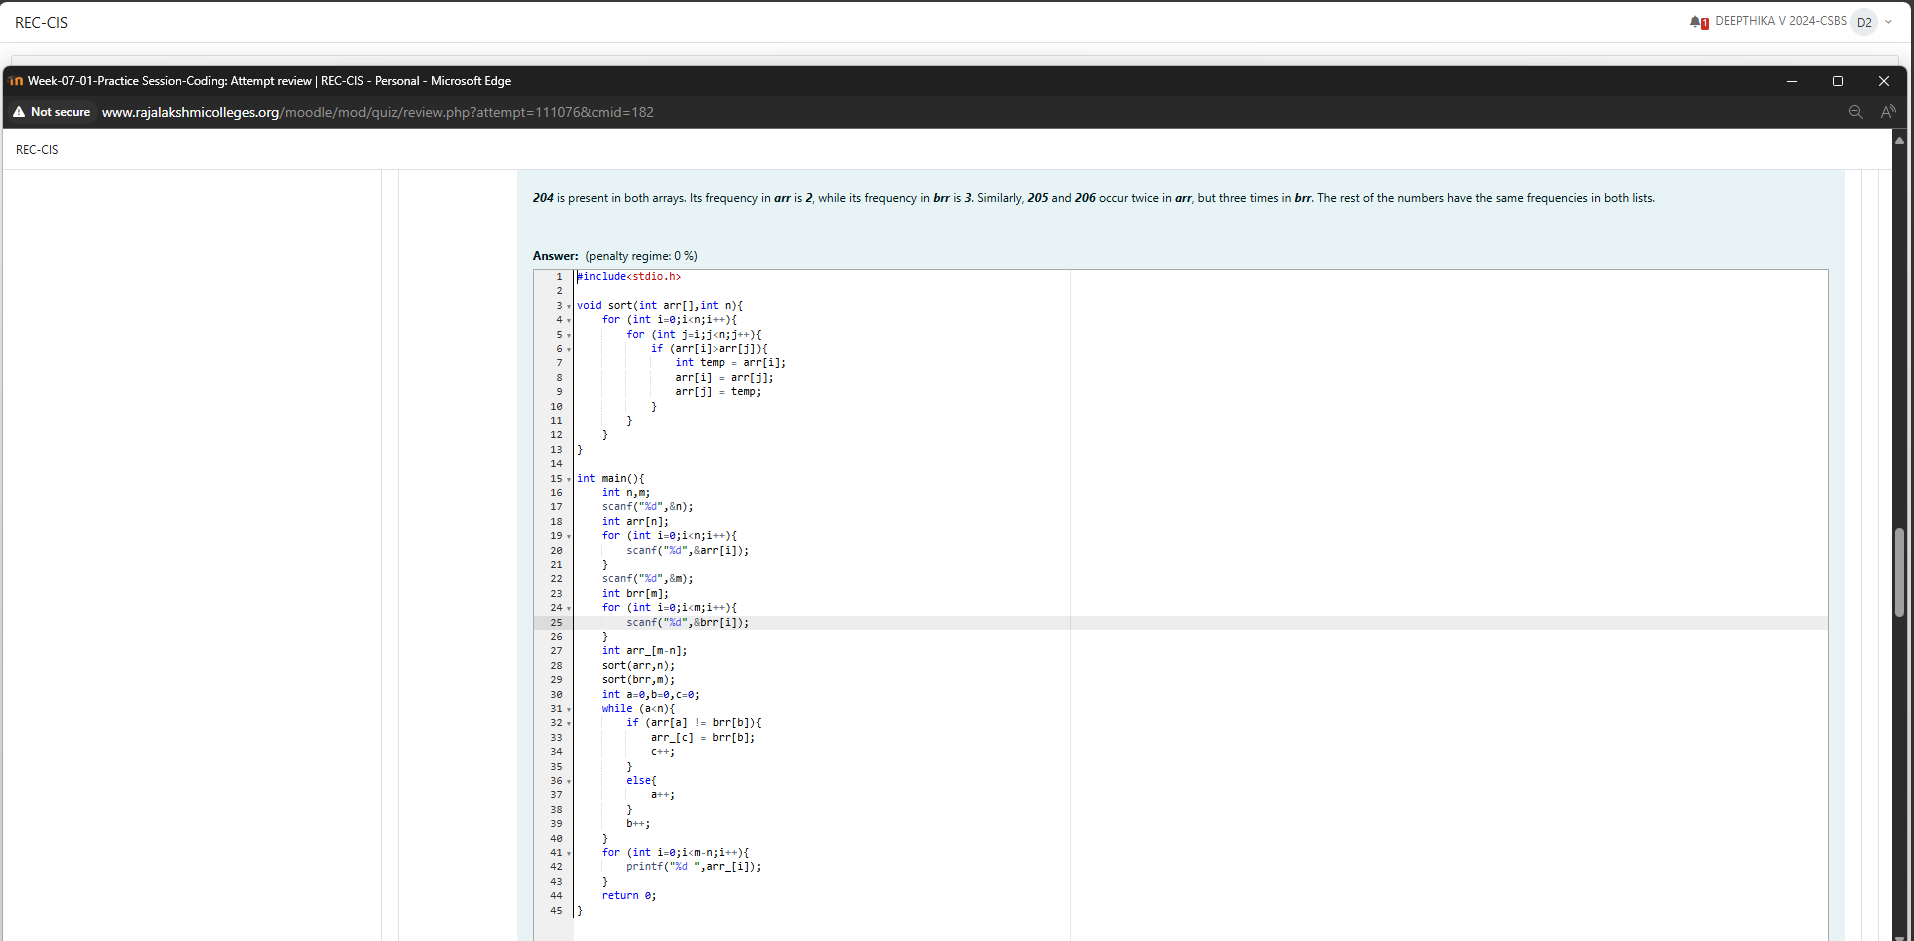 REC-CIS
1 DEEPTHIKA V 2024-CSBS D2
Week-07-01-Practice Session-Coding: Attempt review | REC-CIS - Personal - Microsoft Edge
Not secure www.rajalakshmicolleges.org/moodle/mod/quiz/review.php?attempt=111076&cmid=182
REC-CIS
204 is present in both arrays. Its frequency in arr is 2, while its frequency in brr is 3. Similarly, 205 and 206 occur twice in arr, but three times in brr. The rest of the numbers have the same frequencies in both lists.
Answer: (penalty regime: 0 %)
1 #include<stdio.h>
2
3 void sort(int arr[],int n){
4     for (int i=0;i<n;i++){
5         for (int j=i;j<n;j++){
6             if (arr[i]>arr[j]){
7                 int temp = arr[i];
8                 arr[i] = arr[j];
9                 arr[j] = temp;
10             }
11         }
12     }
13 }
14
15 int main(){
16     int n,m;
17     scanf("%d",&n);
18     int arr[n];
19     for (int i=0;i<n;i++){
20         scanf("%d",&arr[i]);
21     }
22     scanf("%d",&m);
23     int brr[m];
24     for (int i=0;i<m;i++){
25         scanf("%d",&brr[i]);
26     }
27     int arr_[m-n];
28     sort(arr,n);
29     sort(brr,m);
30     int a=0,b=0,c=0;
31     while (a<n){
32         if (arr[a] != brr[b]){
33             arr_[c] = brr[b];
34             c++;
35         }
36         else{
37             a++;
38         }
39         b++;
40     }
41     for (int i=0;i<m-n;i++){
42         printf("%d ",arr_[i]);
43     }
44     return 0;
45 }